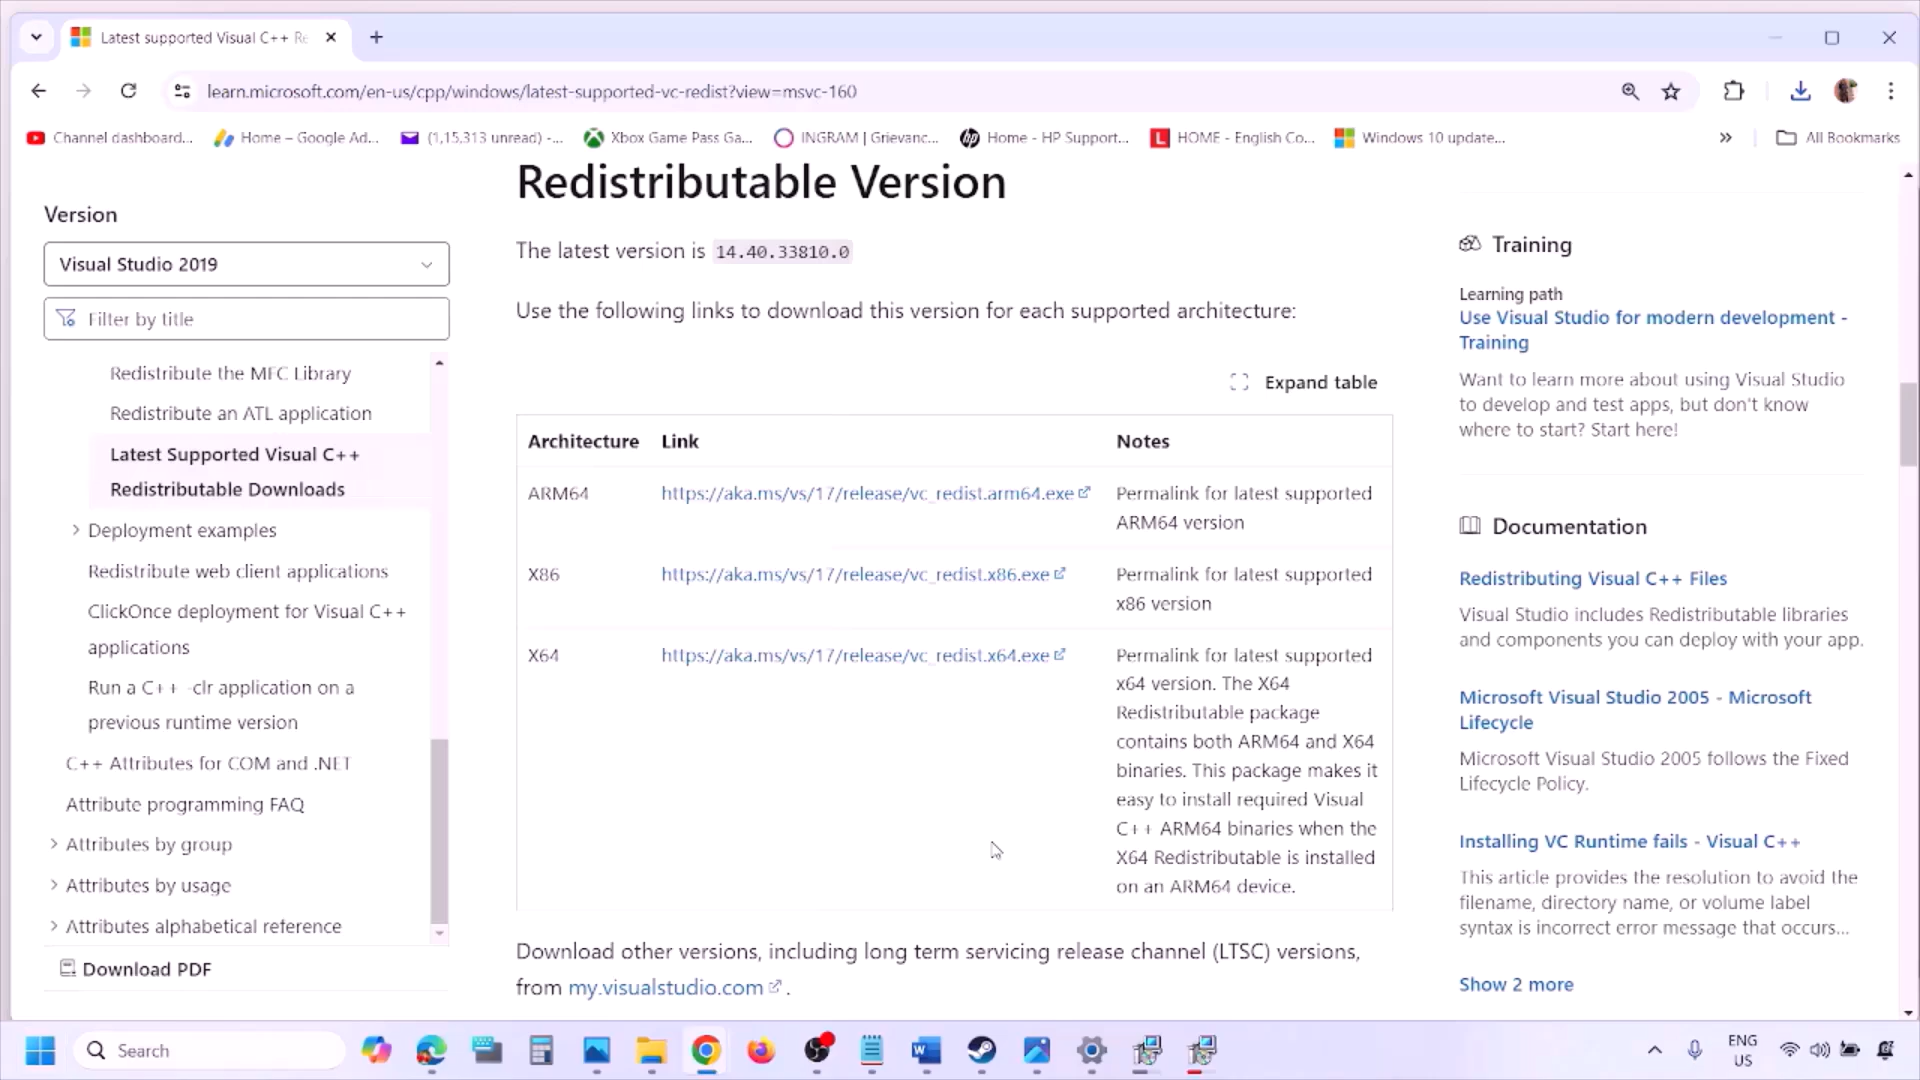 Latest supported Visual C++ Re
learn.microsoft.com/en-us/cpp/windows/latest-supported-vc-redist?view=msvc-160
Channel dashboard...
Home – Google Ad...
(1,15,313 unread) -...
Xbox Game Pass Ga...
INGRAM | Grievanc...
Home - HP Support...
HOME - English Co...
Windows 10 update...
»
All Bookmarks
Version
Visual Studio 2019
Filter by title
Redistribute the MFC Library
Redistribute an ATL application
Latest Supported Visual C++
Redistributable Downloads
Deployment examples
Redistribute web client applications
ClickOnce deployment for Visual C++
applications
Run a C++ -clr application on a
previous runtime version
C++ Attributes for COM and .NET
Attribute programming FAQ
Attributes by group
Attributes by usage
Attributes alphabetical reference
Download PDF
Redistributable Version
The latest version is 14.40.33810.0
Use the following links to download this version for each supported architecture:
Expand table
Architecture Link Notes
ARM64 https://aka.ms/vs/17/release/vc_redist.arm64.exe Permalink for latest supported
ARM64 version
X86 https://aka.ms/vs/17/release/vc_redist.x86.exe Permalink for latest supported
x86 version
X64 https://aka.ms/vs/17/release/vc_redist.x64.exe Permalink for latest supported
x64 version. The X64
Redistributable package
contains both ARM64 and X64
binaries. This package makes it
easy to install required Visual
C++ ARM64 binaries when the
X64 Redistributable is installed
on an ARM64 device.
Download other versions, including long term servicing release channel (LTSC) versions,
from my.visualstudio.com .
Training
Learning path
Use Visual Studio for modern development -
Training
Want to learn more about using Visual Studio
to develop and test apps, but don't know
where to start? Start here!
Documentation
Redistributing Visual C++ Files
Visual Studio includes Redistributable libraries
and components you can deploy with your app.
Microsoft Visual Studio 2005 - Microsoft
Lifecycle
Microsoft Visual Studio 2005 follows the Fixed
Lifecycle Policy.
Installing VC Runtime fails - Visual C++
This article provides the resolution to avoid the
filename, directory name, or volume label
syntax is incorrect error message that occurs...
Show 2 more
Search
ENG
US